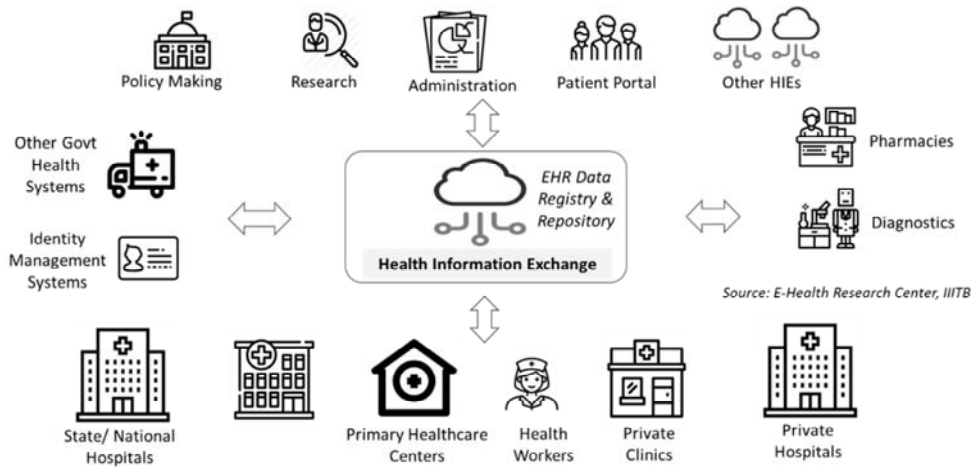 Policy Making
Research
Administration
Patient Portal
Other HIEs
Other Govt
Health
Systems
Identity
Management
Systems
EHR Data
Registry &
Repository
Health Information Exchange
Pharmacies
Diagnostics
Source: E-Health Research Center, IIITB
State/ National
Hospitals
Primary Healthcare
Centers
Health
Workers
Private
Clinics
Private
Hospitals